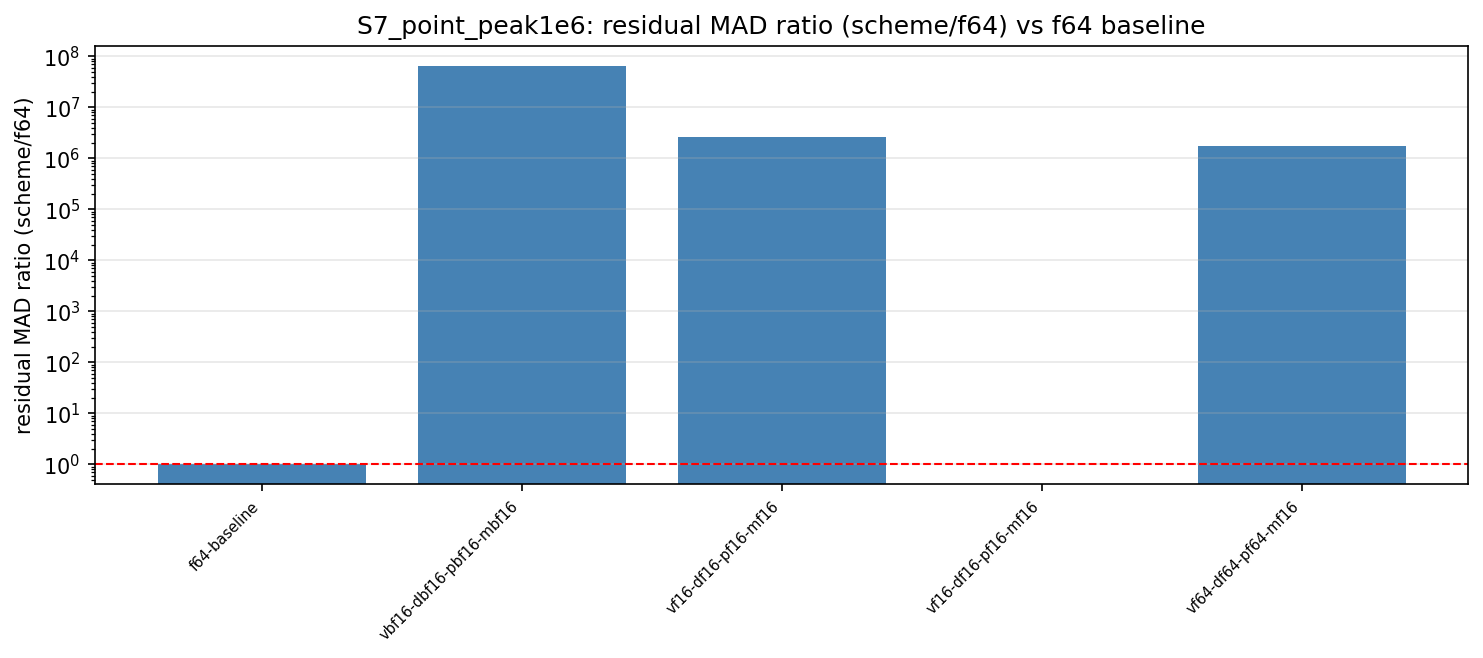 S7_point_peak1e6: residual MAD ratio (scheme/f64) vs f64 baseline
residual MAD ratio (scheme/f64)
10⁸
10⁷
10⁶
10⁵
10⁴
10³
10²
10¹
10⁰
f64-baseline
vbf16-dbf16-pbf16-mbf16
vf16-df16-pf16-mf16
vf16-df16-pf16-mf16
vf64-df64-pf64-mf16